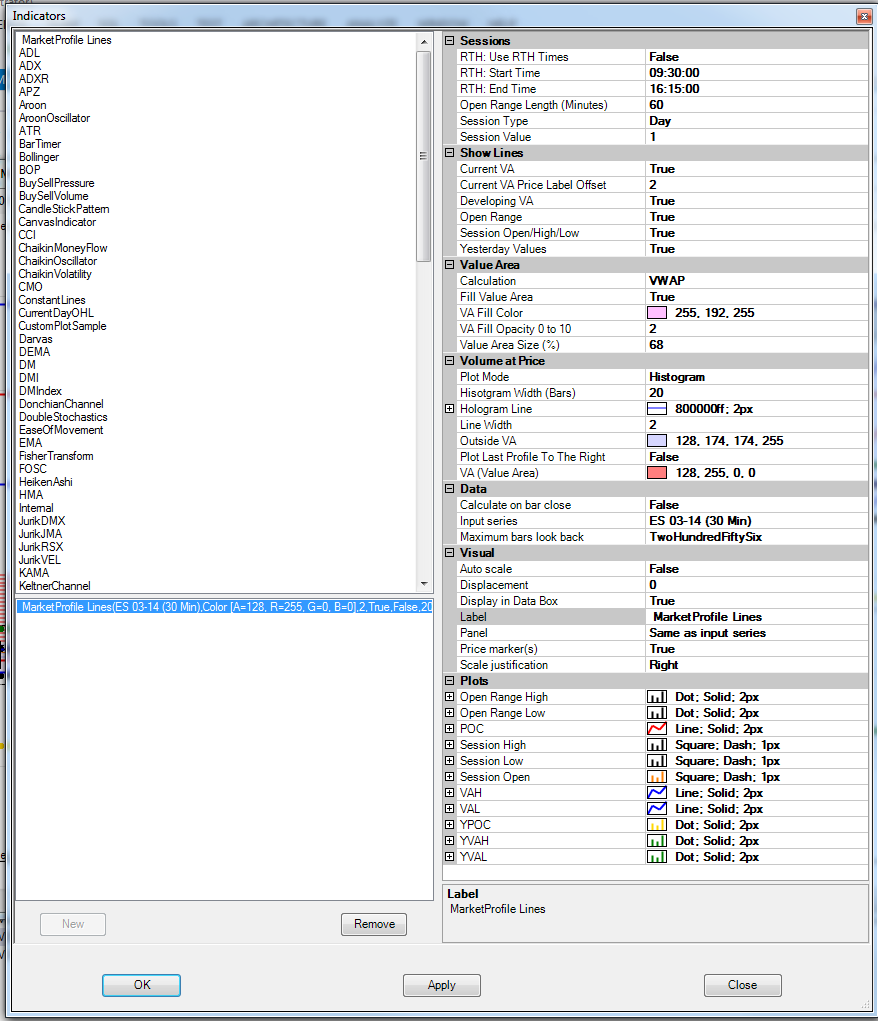 Indicators
MarketProfile Lines
ADL
ADX
ADXR
APZ
Aroon
AroonOscillator
ATR
BarTimer
Bollinger
BOP
BuySellPressure
BuySellVolume
CandleStickPattern
CanvasIndicator
CCI
ChaikinMoneyFlow
ChaikinOscillator
ChaikinVolatility
CMO
ConstantLines
CurrentDayOHL
CustomPlotSample
Darvas
DEMA
DM
DMI
DMIndex
DonchianChannel
DoubleStochastics
EaseOfMovement
EMA
FisherTransform
FOSC
HeikenAshi
HMA
Internal
JurikDMX
JurikJMA
JurikRSX
JurikVEL
KAMA
KeltnerChannel
MarketProfile Lines(ES 03-14 (30 Min),Color [A=128, R=255, G=0, B=0],2,True,False,20
New
Remove
Sessions
RTH: Use RTH Times False
RTH: Start Time 09:30:00
RTH: End Time 16:15:00
Open Range Length (Minutes) 60
Session Type Day
Session Value 1
Show Lines
Current VA True
Current VA Price Label Offset 2
Developing VA True
Open Range True
Session Open/High/Low True
Yesterday Values True
Value Area
Calculation VWAP
Fill Value Area True
VA Fill Color 255, 192, 255
VA Fill Opacity 0 to 10 2
Value Area Size (%) 68
Volume at Price
Plot Mode Histogram
Hisotgram Width (Bars) 20
Hologram Line 800000ff; 2px
Line Width 2
Outside VA 128, 174, 174, 255
Plot Last Profile To The Right False
VA (Value Area) 128, 255, 0, 0
Data
Calculate on bar close False
Input series ES 03-14 (30 Min)
Maximum bars look back TwoHundredFiftySix
Visual
Auto scale False
Displacement 0
Display in Data Box True
Label MarketProfile Lines
Panel Same as input series
Price marker(s) True
Scale justification Right
Plots
Open Range High Dot; Solid; 2px
Open Range Low Dot; Solid; 2px
POC Line; Solid; 2px
Session High Square; Dash; 1px
Session Low Square; Dash; 1px
Session Open Square; Dash; 1px
VAH Line; Solid; 2px
VAL Line; Solid; 2px
YPOC Dot; Solid; 2px
YVAH Dot; Solid; 2px
YVAL Dot; Solid; 2px
Label
MarketProfile Lines
OK
Apply
Close